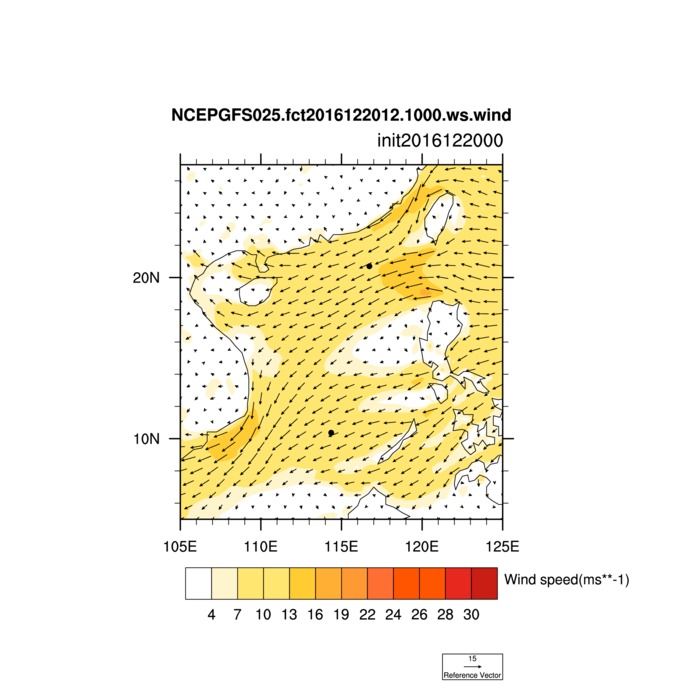 NCEPGFS025.fct2016122012.1000.ws.wind
init2016122000
20N
10N
105E 110E 115E 120E 125E
Wind speed(ms**-1)
4 7 10 13 16 19 22 24 26 28 30
15
Reference Vector